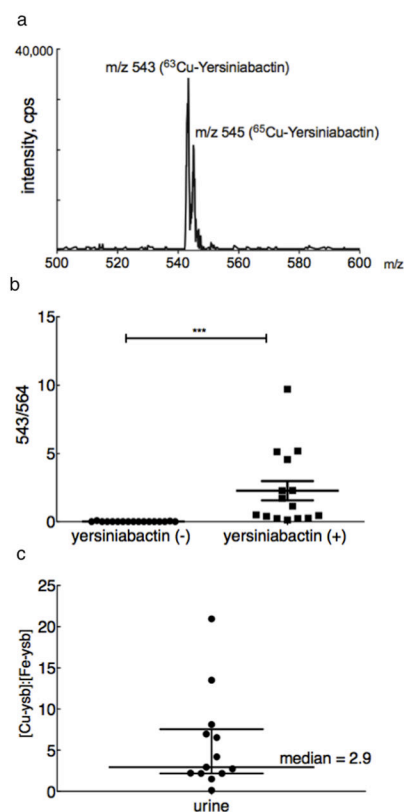 a
40,000
m/z 543 (⁶³Cu-Yersiniabactin)
m/z 545 (⁶⁵Cu-Yersiniabactin)
intensity, cps
500 520 540 560 580 600 m/z
b
15
***
10
543/564
5
0
yersiniabactin (-) yersiniabactin (+)
c
25
20
15
[Cu-ysb]:[Fe-ysb]
10
5
median = 2.9
0
urine